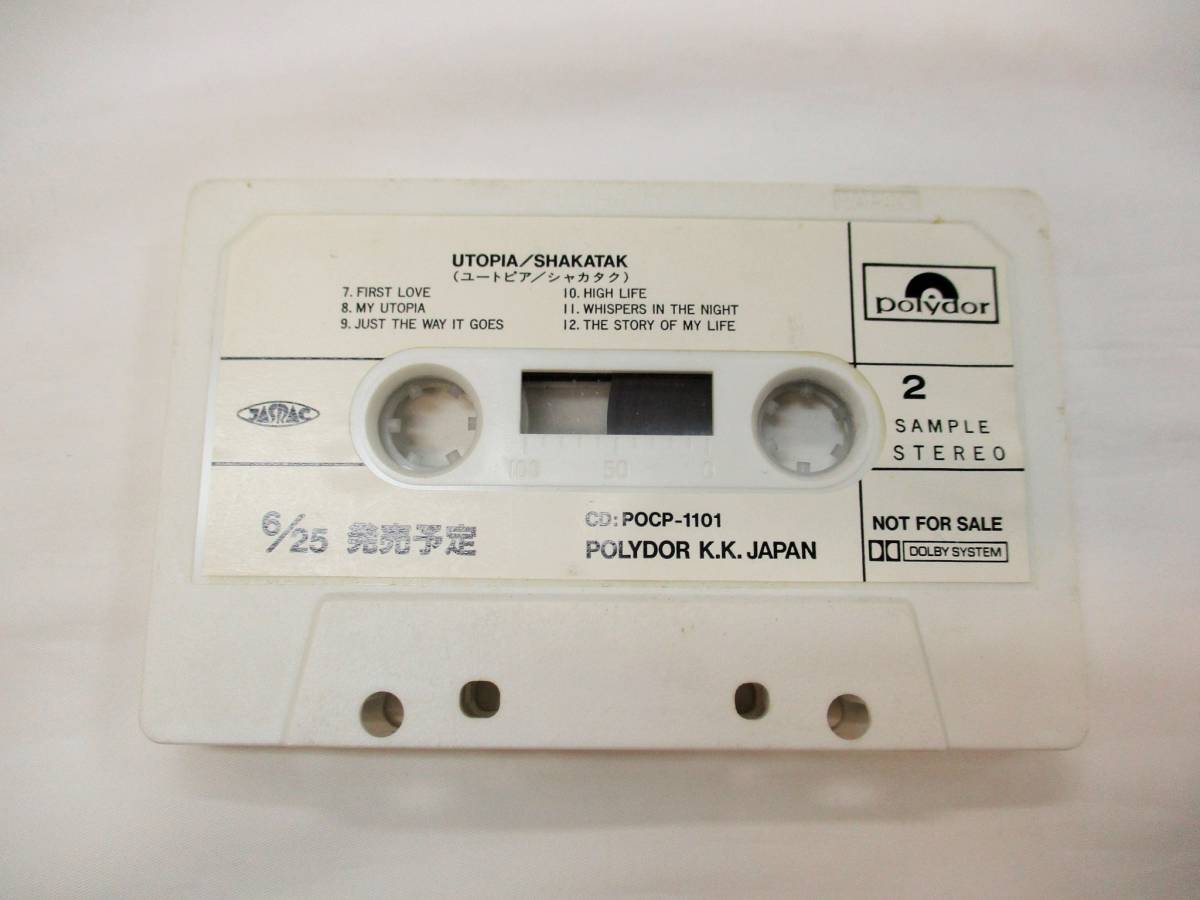 UTOPIA/SHAKATAK
(ユートピア/シャカタク)
7. FIRST LOVE
8. MY UTOPIA
9. JUST THE WAY IT GOES
10. HIGH LIFE
11. WHISPERS IN THE NIGHT
12. THE STORY OF MY LIFE
polydor
JASRAC
2
SAMPLE
STEREO
100 50 0
6/25 発売予定
CD: POCP-1101
POLYDOR K.K. JAPAN
NOT FOR SALE
DOLBY SYSTEM